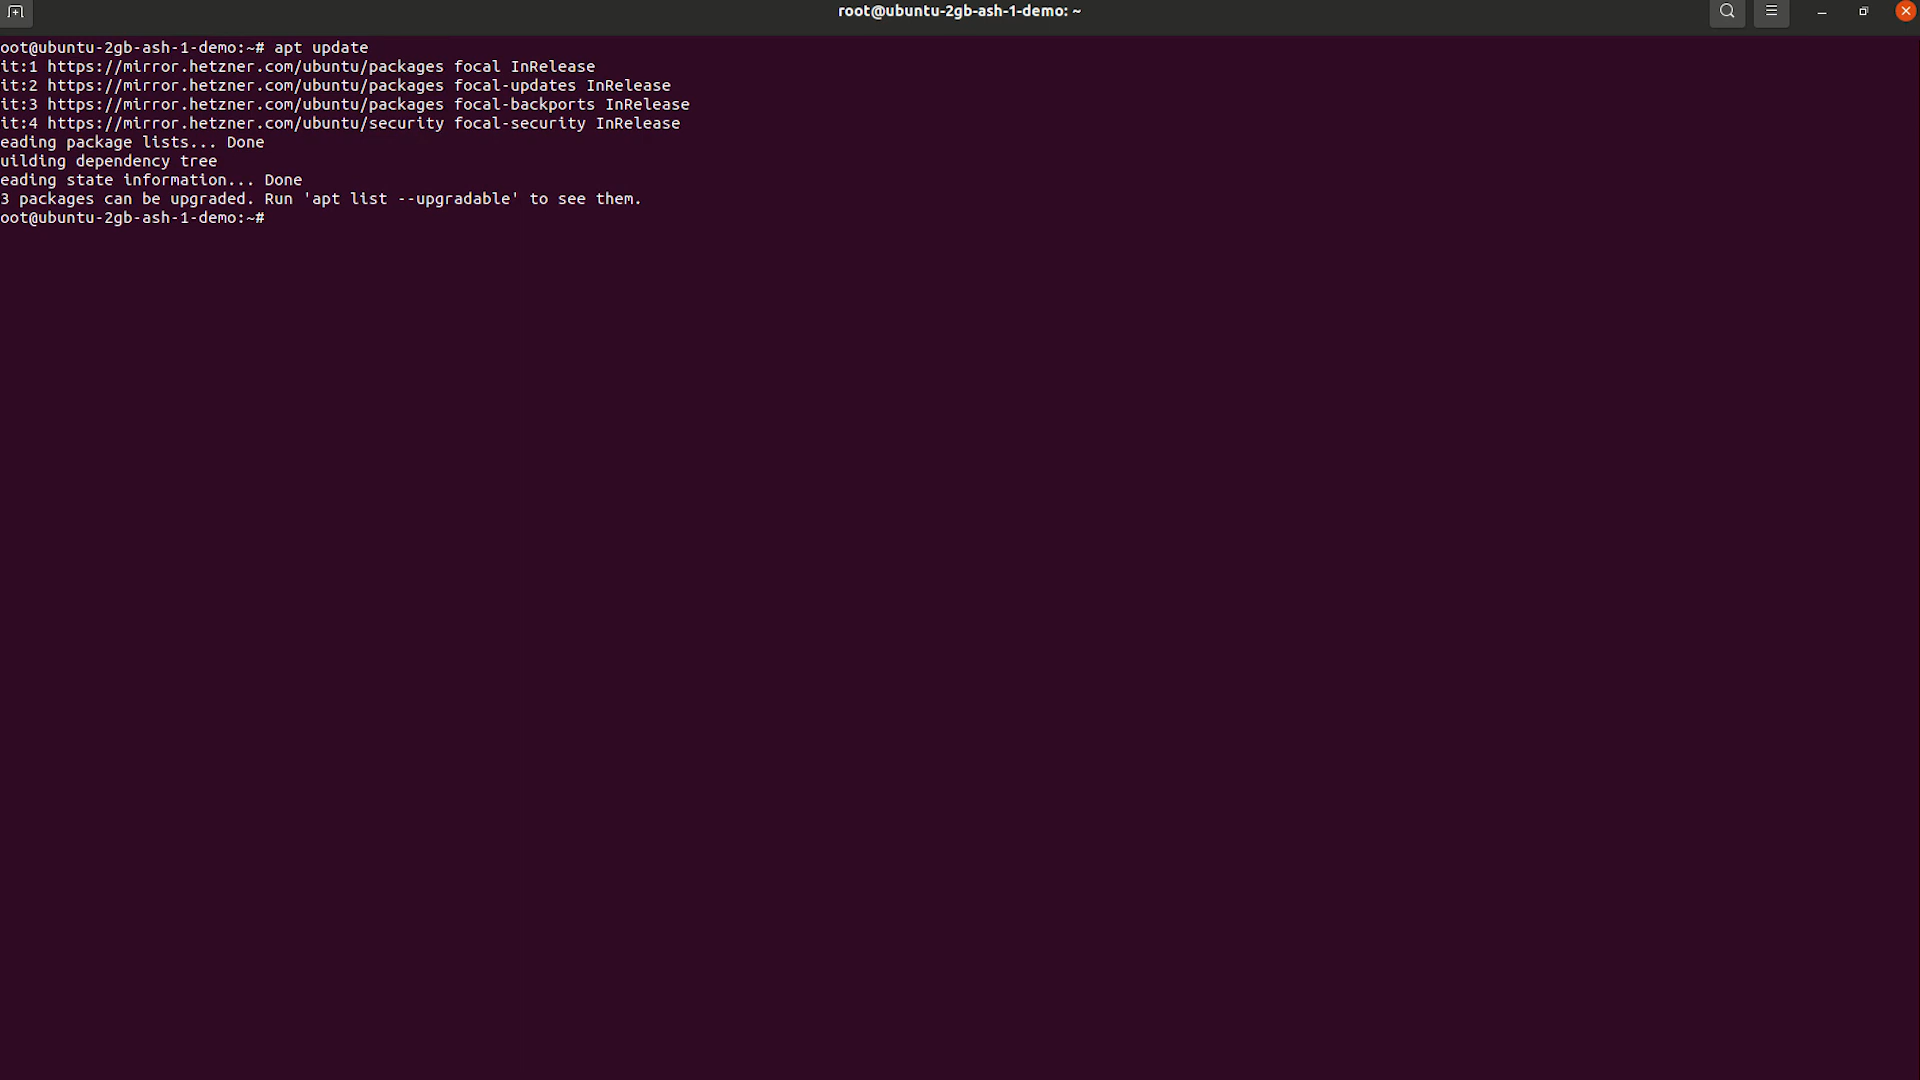 root@ubuntu-2gb-ash-1-demo: ~
oot@ubuntu-2gb-ash-1-demo:~# apt update
it:1 https://mirror.hetzner.com/ubuntu/packages focal InRelease
it:2 https://mirror.hetzner.com/ubuntu/packages focal-updates InRelease
it:3 https://mirror.hetzner.com/ubuntu/packages focal-backports InRelease
it:4 https://mirror.hetzner.com/ubuntu/security focal-security InRelease
eading package lists... Done
uilding dependency tree
eading state information... Done
3 packages can be upgraded. Run 'apt list --upgradable' to see them.
oot@ubuntu-2gb-ash-1-demo:~#